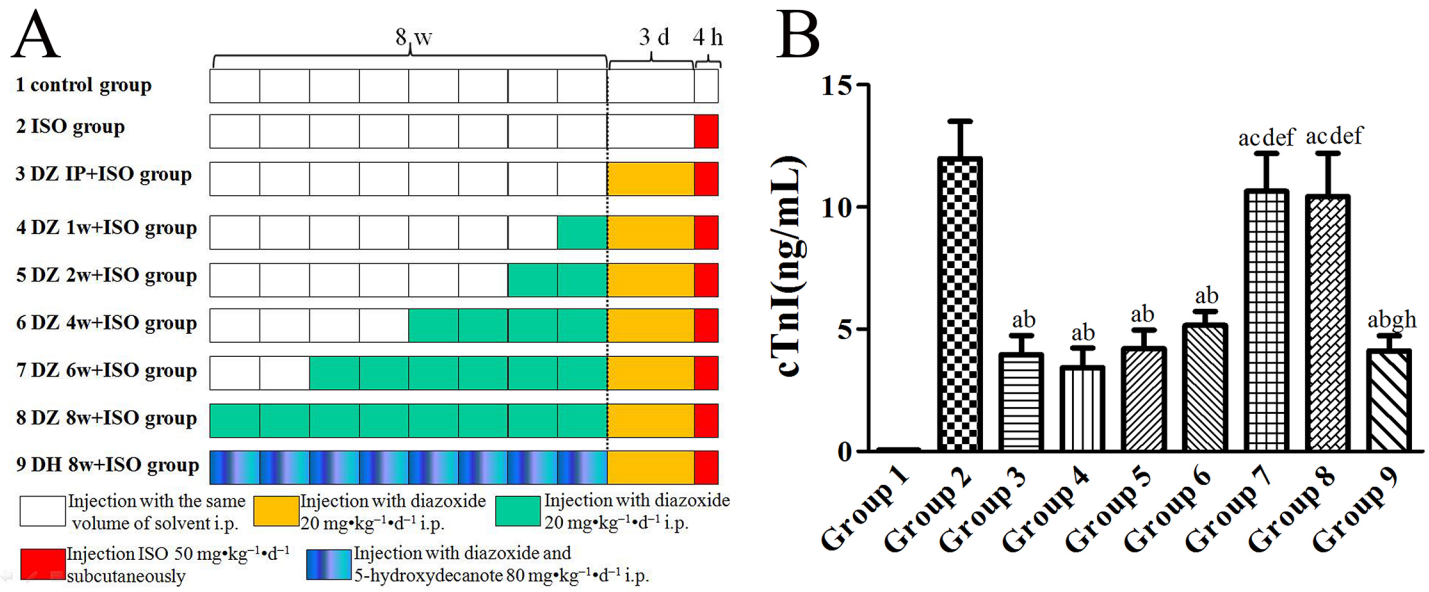 A
8 w
3 d
4 h
1 control group
2 ISO group
3 DZ IP+ISO group
4 DZ 1w+ISO group
5 DZ 2w+ISO group
6 DZ 4w+ISO group
7 DZ 6w+ISO group
8 DZ 8w+ISO group
9 DH 8w+ISO group
Injection with the same
volume of solvent i.p.
Injection with diazoxide
20 mg•kg⁻¹•d⁻¹ i.p.
Injection with diazoxide
20 mg•kg⁻¹•d⁻¹ i.p.
Injection ISO 50 mg•kg⁻¹•d⁻¹
subcutaneously
Injection with diazoxide and
5-hydroxydecanote 80 mg•kg⁻¹•d⁻¹ i.p.
B
cTnI(ng/mL)
15
10
5
0
ab
ab
ab
ab
acdef
acdef
abgh
Group 1
Group 2
Group 3
Group 4
Group 5
Group 6
Group 7
Group 8
Group 9